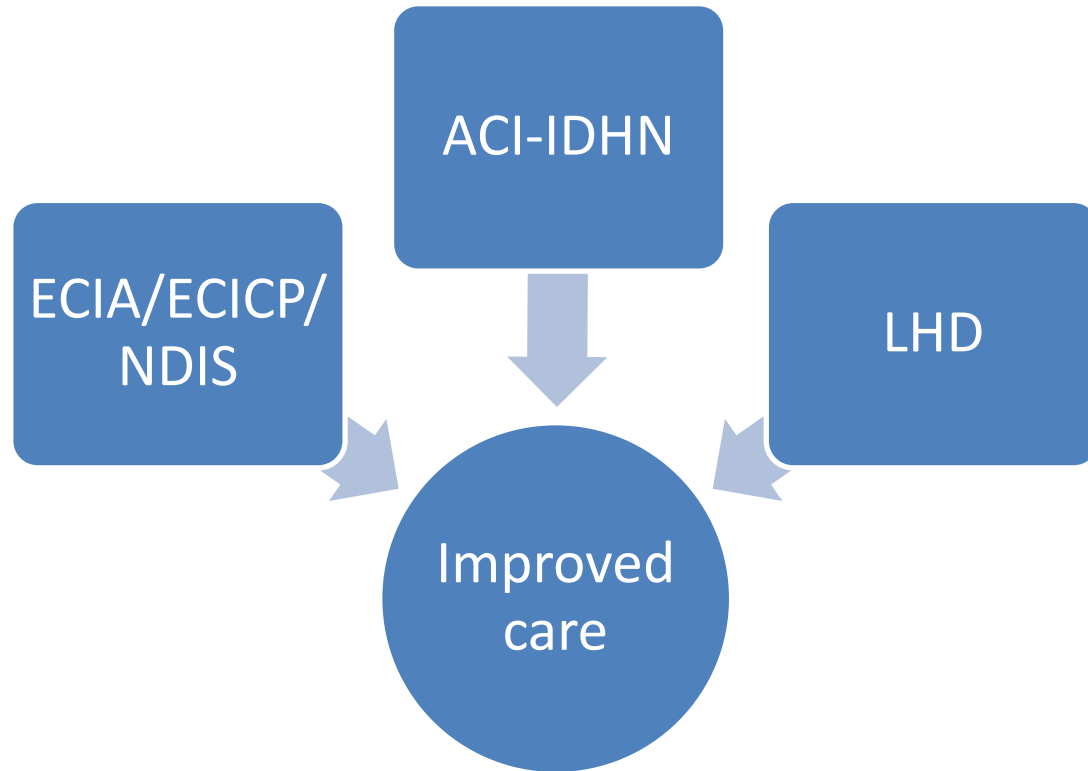 ACI-IDHN
ECIA/ECICP/
NDIS
LHD
Improved
care